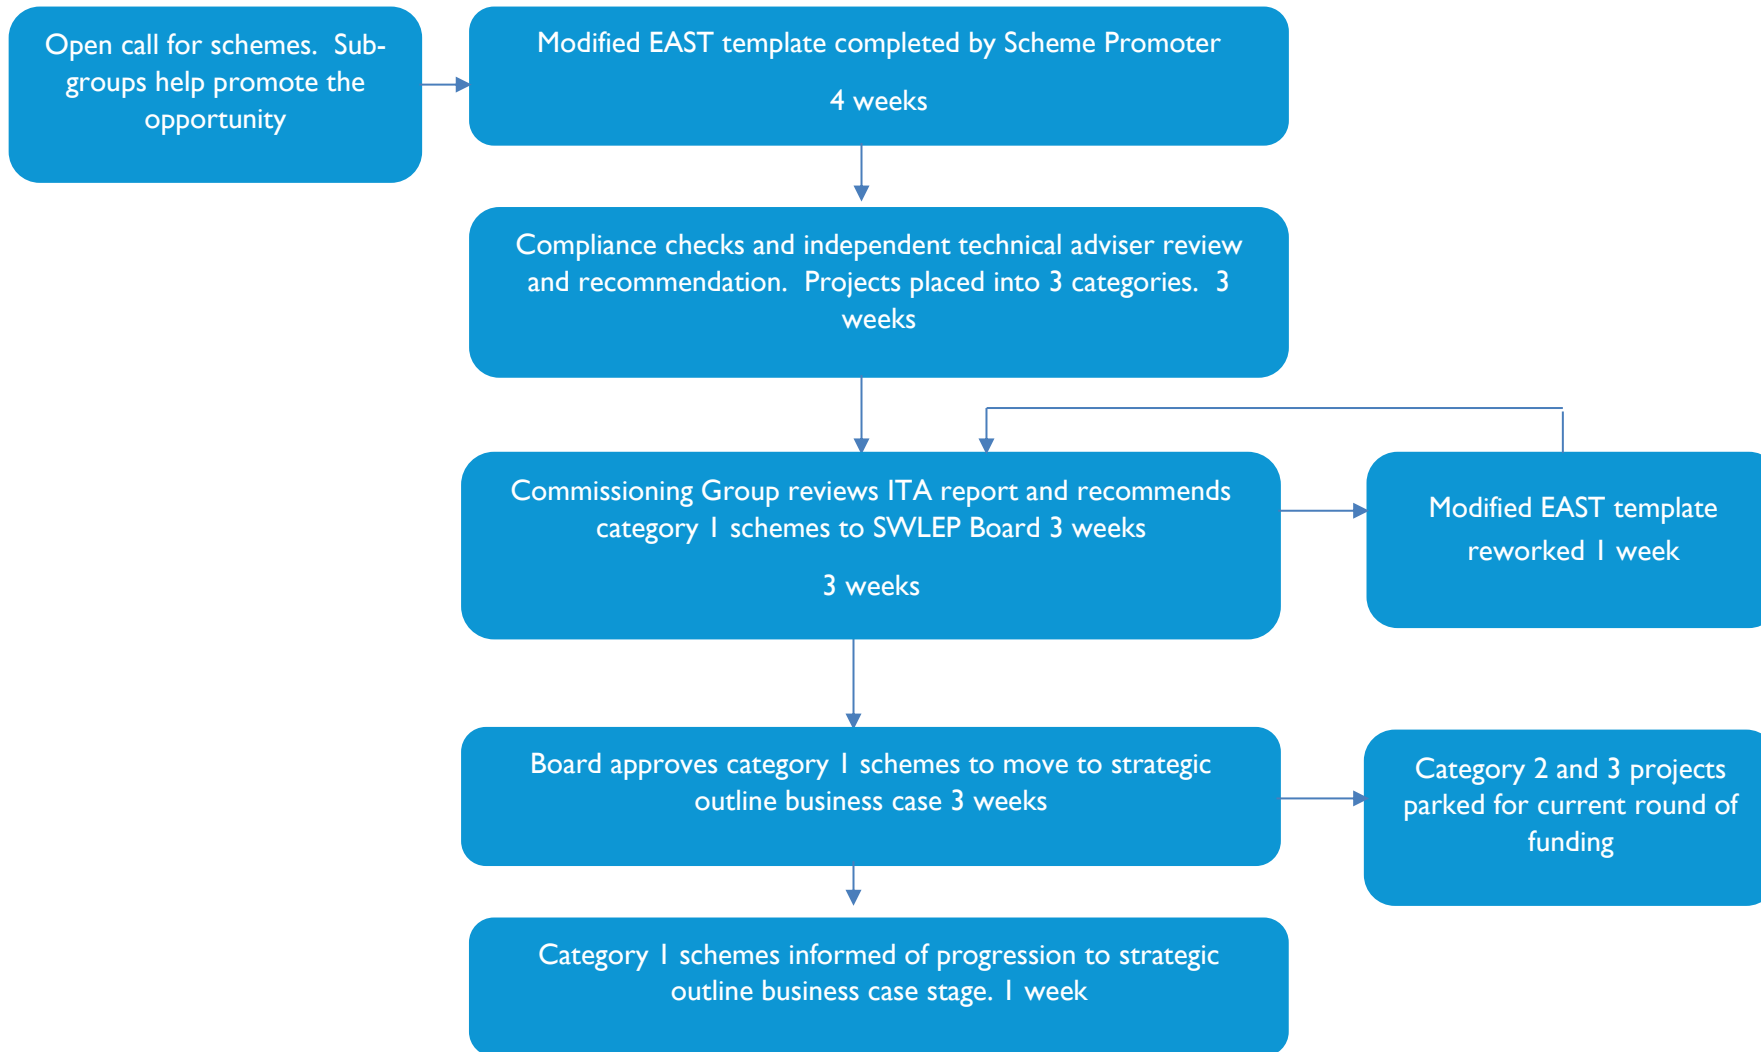 Open call for schemes.  Sub-
groups help promote the
opportunity
Modified EAST template completed by Scheme Promoter
4 weeks
Compliance checks and independent technical adviser review
and recommendation.  Projects placed into 3 categories.  3
weeks
Commissioning Group reviews ITA report and recommends
category 1 schemes to SWLEP Board 3 weeks
3 weeks
Modified EAST template
reworked 1 week
Board approves category 1 schemes to move to strategic
outline business case 3 weeks
Category 2 and 3 projects
parked for current round of
funding
Category 1 schemes informed of progression to strategic
outline business case stage. 1 week